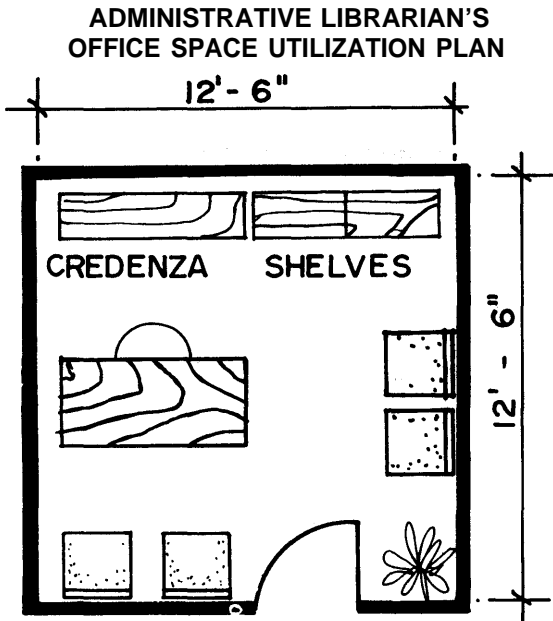 ADMINISTRATIVE LIBRARIAN'S
OFFICE SPACE UTILIZATION PLAN
12'- 6"
CREDENZA SHELVES
12' - 6"